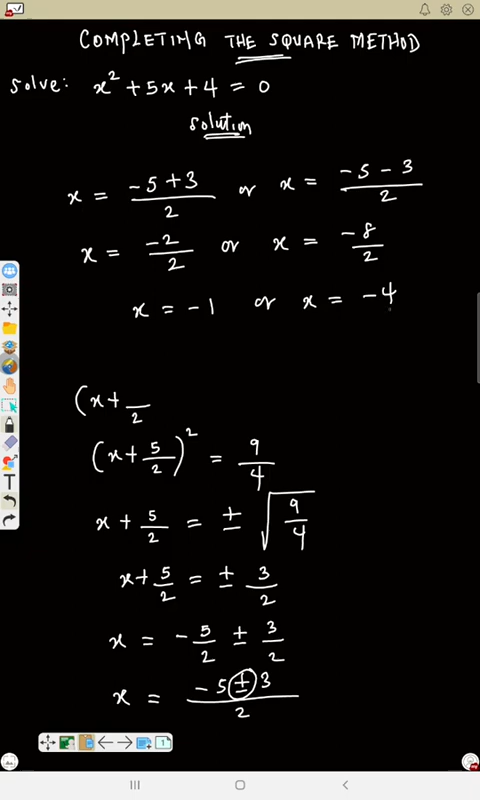 COMPLETING THE SQUARE METHOD
Solve: x² + 5x + 4 = 0
Solution
x = (-5 + 3)/2 or x = (-5 - 3)/2
x = -2/2 or x = -8/2
x = -1 or x = -4
(x + /2
(x + 5/2)² = 9/4
x + 5/2 = ± √(9/4)
x + 5/2 = ± 3/2
x = -5/2 ± 3/2
x = (-5 ± 3)/2